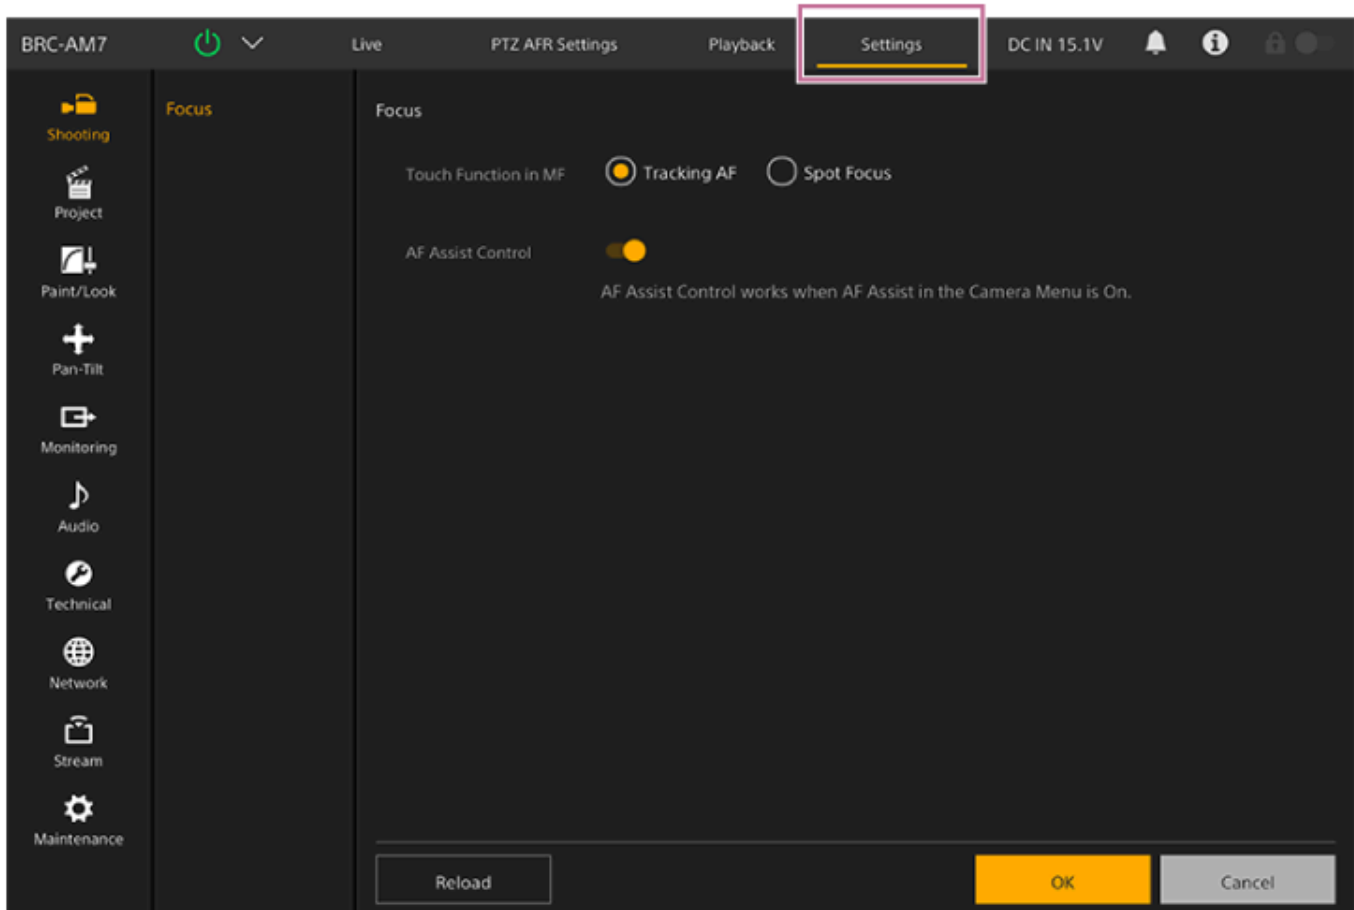 BRC-AM7 Live PTZ AFR Settings Playback Settings DC IN 15.1V
Shooting
Project
Paint/Look
Pan-Tilt
Monitoring
Audio
Technical
Network
Stream
Maintenance
Focus
Focus
Touch Function in MF Tracking AF Spot Focus
AF Assist Control
AF Assist Control works when AF Assist in the Camera Menu is On.
Reload OK Cancel